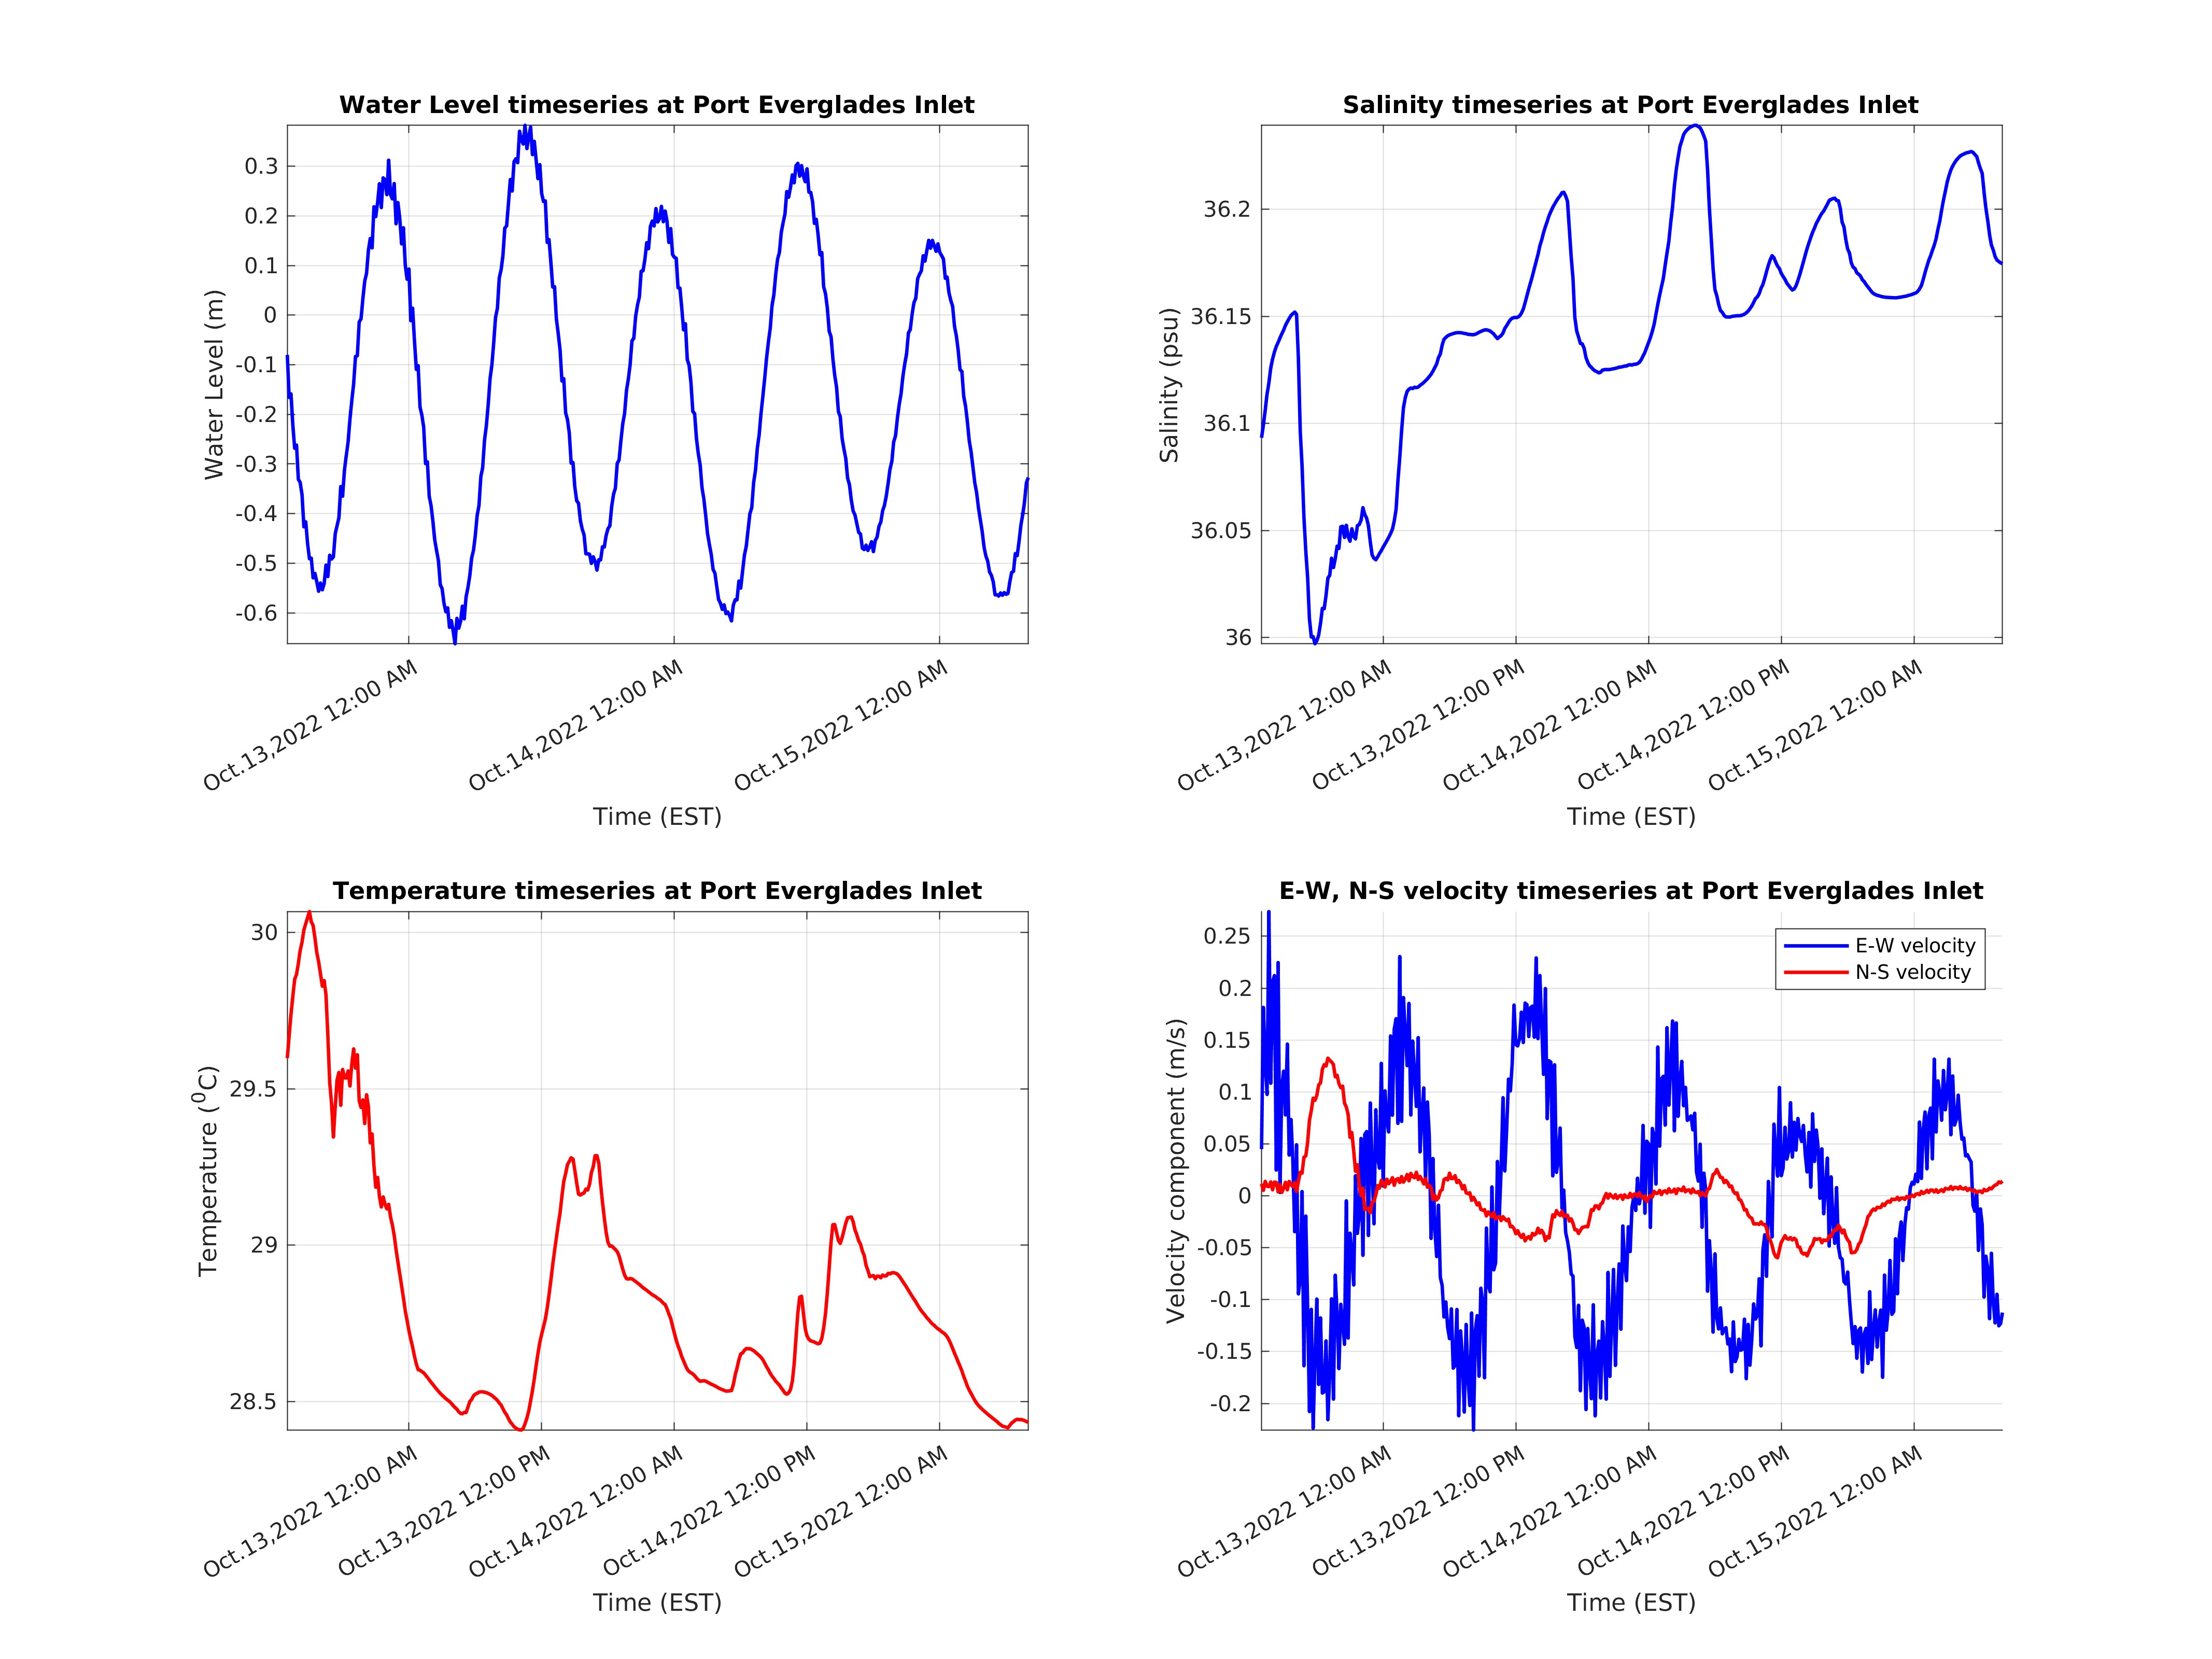 Water Level timeseries at Port Everglades Inlet
Water Level (m)
0.3
0.2
0.1
0
-0.1
-0.2
-0.3
-0.4
-0.5
-0.6
Oct.13,2022 12:00 AM
Oct.14,2022 12:00 AM
Oct.15,2022 12:00 AM
Time (EST)
Salinity timeseries at Port Everglades Inlet
Salinity (psu)
36.2
36.15
36.1
36.05
36
Oct.13,2022 12:00 AM
Oct.13,2022 12:00 PM
Oct.14,2022 12:00 AM
Oct.14,2022 12:00 PM
Oct.15,2022 12:00 AM
Time (EST)
Temperature timeseries at Port Everglades Inlet
Temperature (⁰C)
30
29.5
29
28.5
Oct.13,2022 12:00 AM
Oct.13,2022 12:00 PM
Oct.14,2022 12:00 AM
Oct.14,2022 12:00 PM
Oct.15,2022 12:00 AM
Time (EST)
E-W, N-S velocity timeseries at Port Everglades Inlet
Velocity component (m/s)
0.25
0.2
0.15
0.1
0.05
0
-0.05
-0.1
-0.15
-0.2
E-W velocity
N-S velocity
Oct.13,2022 12:00 AM
Oct.13,2022 12:00 PM
Oct.14,2022 12:00 AM
Oct.14,2022 12:00 PM
Oct.15,2022 12:00 AM
Time (EST)